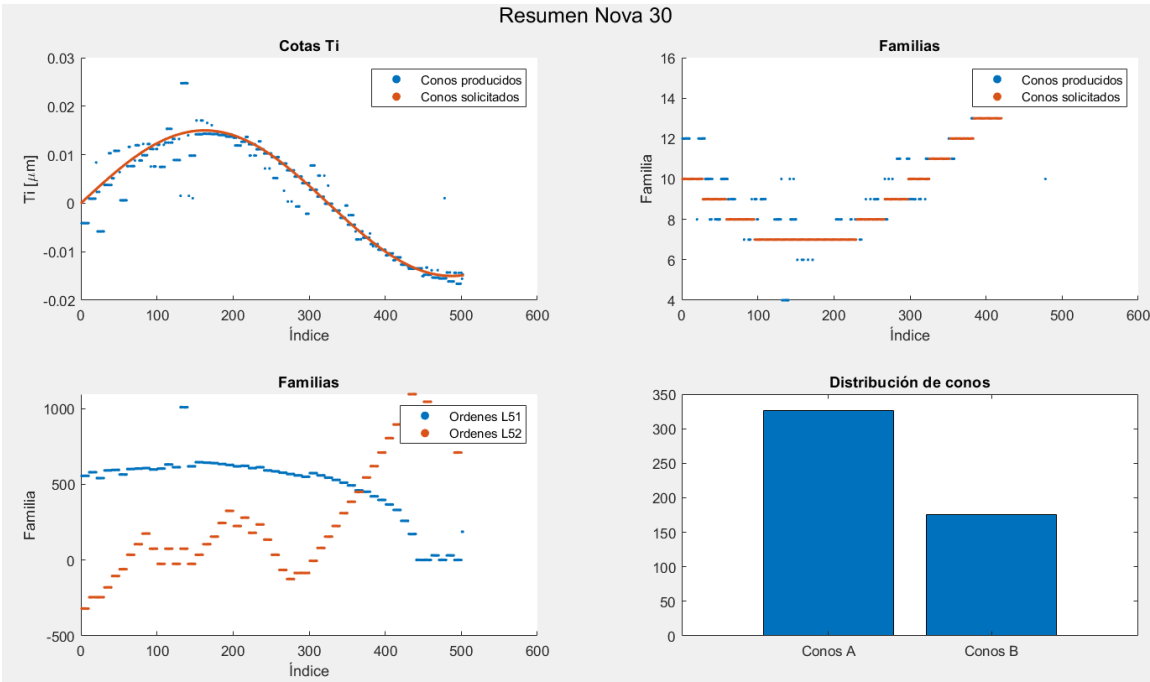 Resumen Nova 30
Cotas Ti
0.03
0.02
0.01
0
-0.01
-0.02
Ti [μm]
0 100 200 300 400 500 600
Índice
Conos producidos
Conos solicitados
Familias
16
14
12
10
8
6
4
Familia
0 100 200 300 400 500 600
Índice
Conos producidos
Conos solicitados
Familias
1000
500
0
-500
Familia
0 100 200 300 400 500 600
Índice
Ordenes L51
Ordenes L52
Distribución de conos
350
300
250
200
150
100
50
0
Conos A Conos B